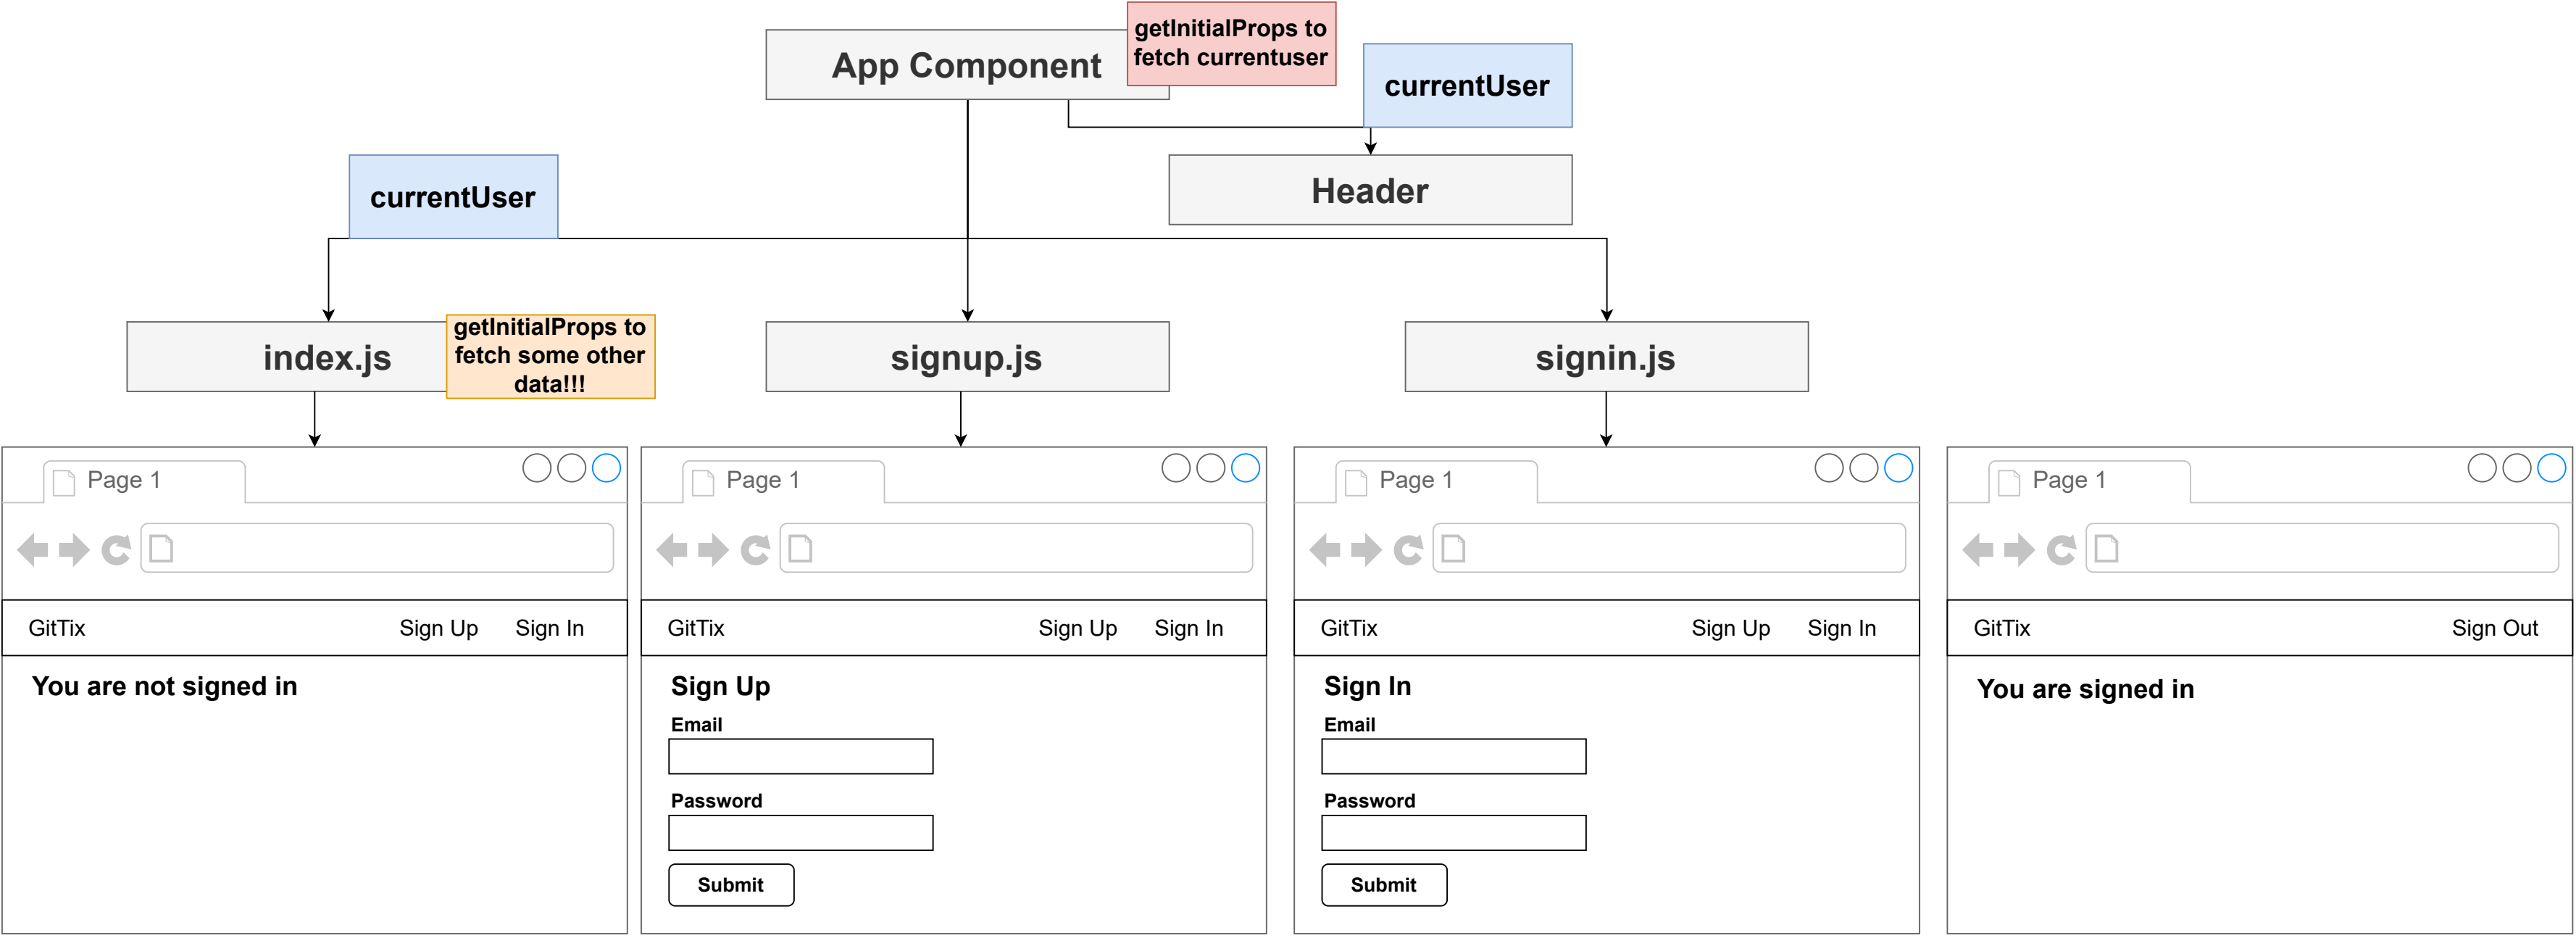 getInitialProps to
fetch currentuser
App Component
currentUser
Header
currentUser
index.js
getInitialProps to
fetch some other
data!!!
signup.js
signin.js
Page 1
GitTix
Sign Up
Sign In
You are not signed in
Page 1
GitTix
Sign Up
Sign In
Sign Up
Email
Password
Submit
Page 1
GitTix
Sign Up
Sign In
Sign In
Email
Password
Submit
Page 1
GitTix
Sign Out
You are signed in